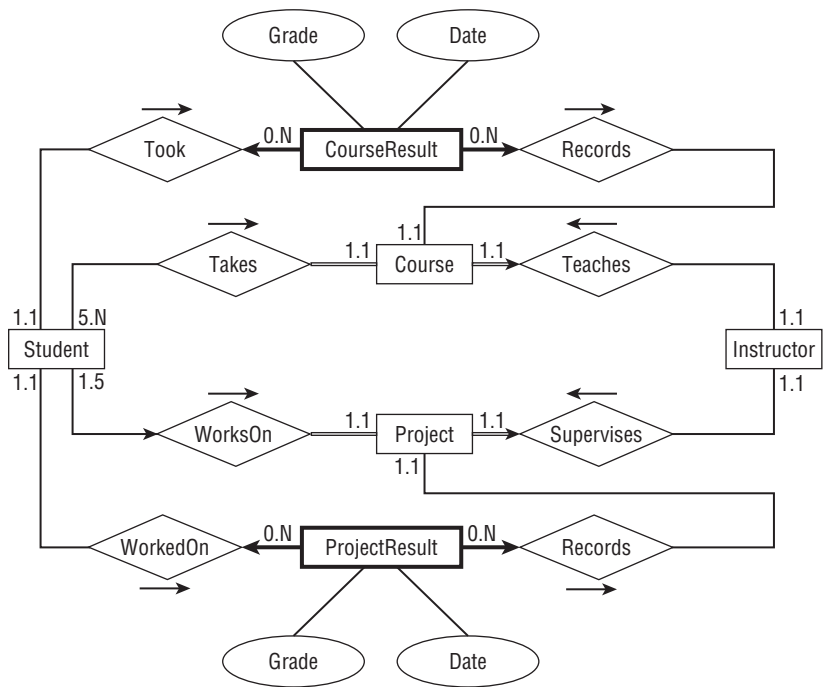 Grade Date
0.N 0.N
Took CourseResult Records
1.1
1.1 1.1
Takes Course Teaches
1.1 5.N 1.1
Student Instructor
1.1 1.5 1.1
1.1 1.1
WorksOn Project Supervises
1.1
0.N 0.N
WorkedOn ProjectResult Records
Grade Date